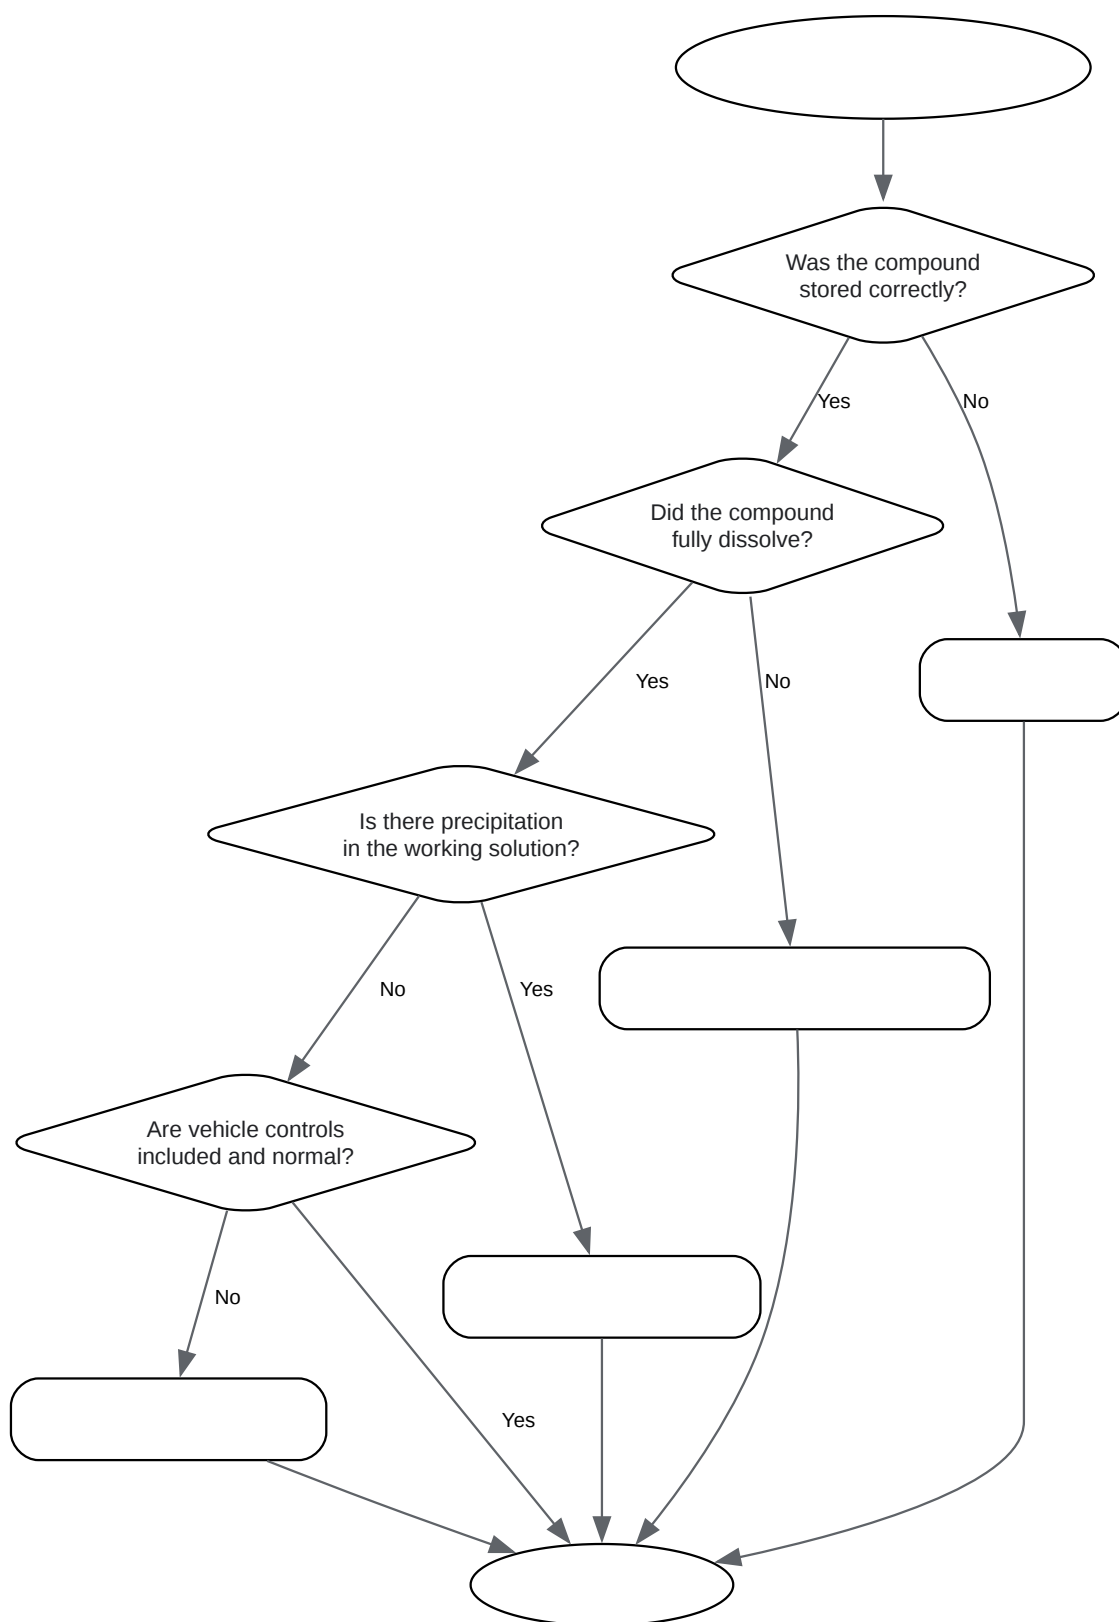 Was the compound
stored correctly?
Yes
No
Did the compound
fully dissolve?
Yes
No
Is there precipitation
in the working solution?
No
Yes
Are vehicle controls
included and normal?
No
Yes